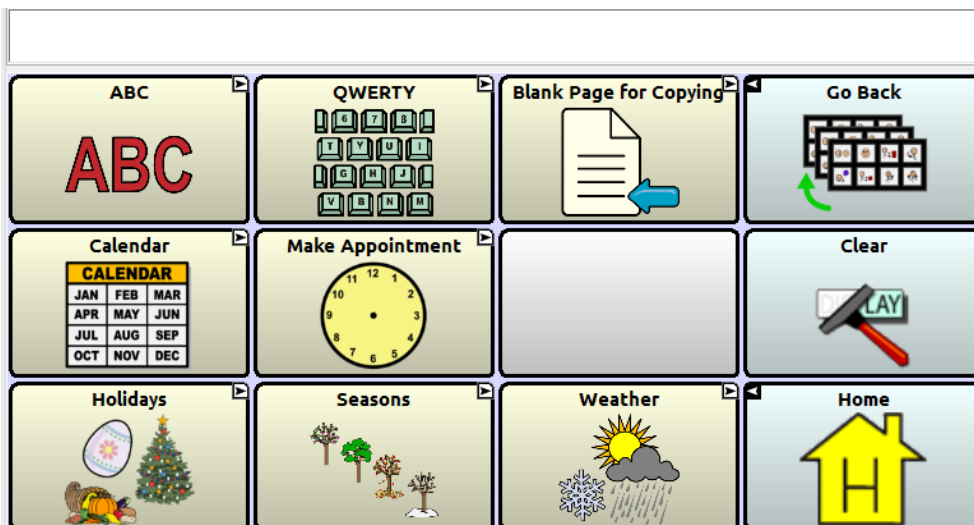 ABC
QWERTY
Blank Page for Copying
Go Back
ABC
6 7 8
T Y U I
G H J
V B N M
Calendar
Make Appointment
Clear
CALENDAR
JAN FEB MAR
APR MAY JUN
JUL AUG SEP
OCT NOV DEC
12 1 2 3 4 5 6 7 8 9 10 11
LAY
Holidays
Seasons
Weather
Home
H